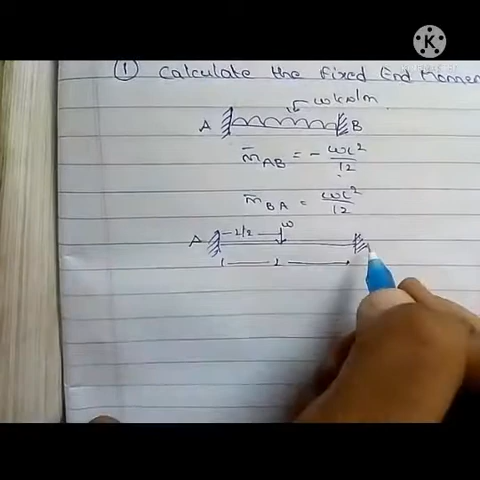 ① Calculate the Fixed End Momen
w kN/m
A B
M̄AB = - wL²/12
M̄BA = wL²/12
L/2 w
A
L
K